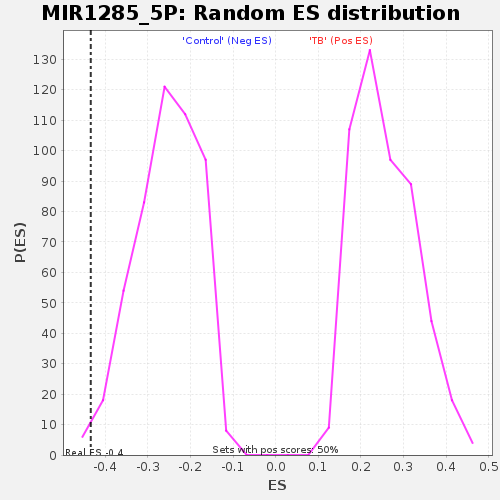 MIR1285_5P: Random ES distribution
'Control' (Neg ES) 'TB' (Pos ES)
P(ES)
130
120
110
100
90
80
70
60
50
40
30
20
10
0
Real ES -0.4
Sets with pos scores: 50%
-0.4 -0.3 -0.2 -0.1 0.0 0.1 0.2 0.3 0.4 0.5
ES